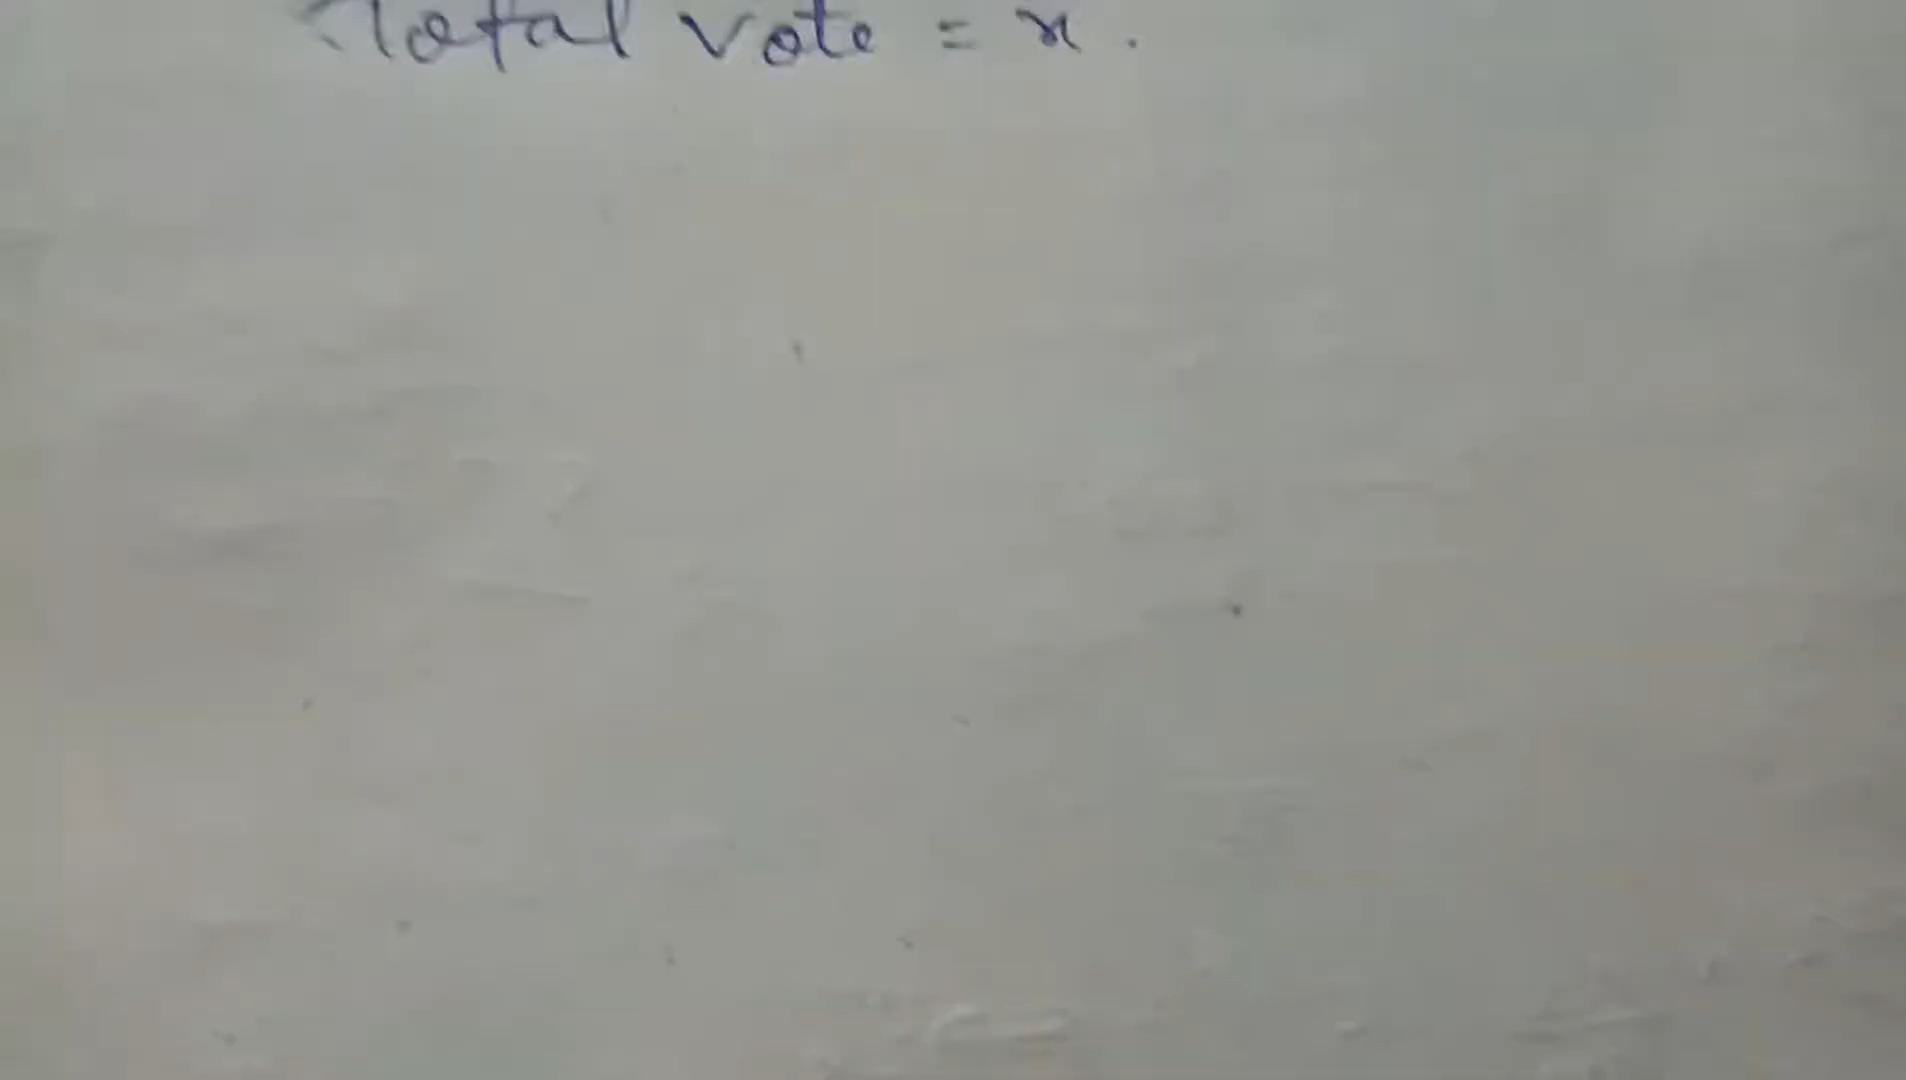 Total vote = x.